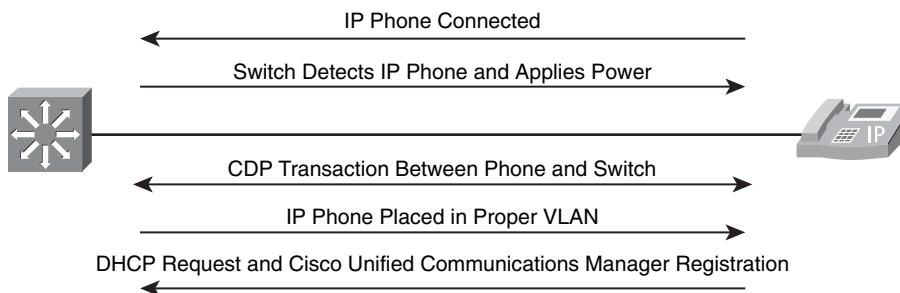 IP Phone Connected
Switch Detects IP Phone and Applies Power
IP
CDP Transaction Between Phone and Switch
IP Phone Placed in Proper VLAN
DHCP Request and Cisco Unified Communications Manager Registration